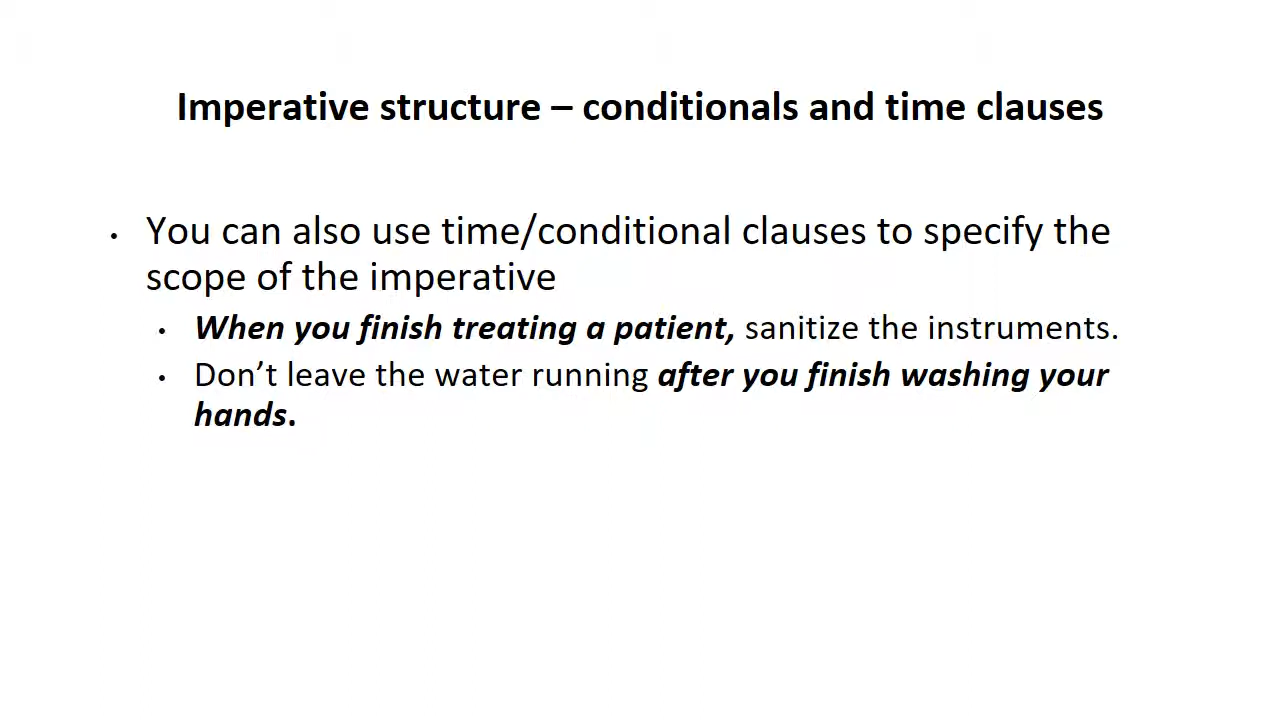 Imperative structure – conditionals and time clauses
• You can also use time/conditional clauses to specify the
scope of the imperative
• When you finish treating a patient, sanitize the instruments.
• Don’t leave the water running after you finish washing your
hands.